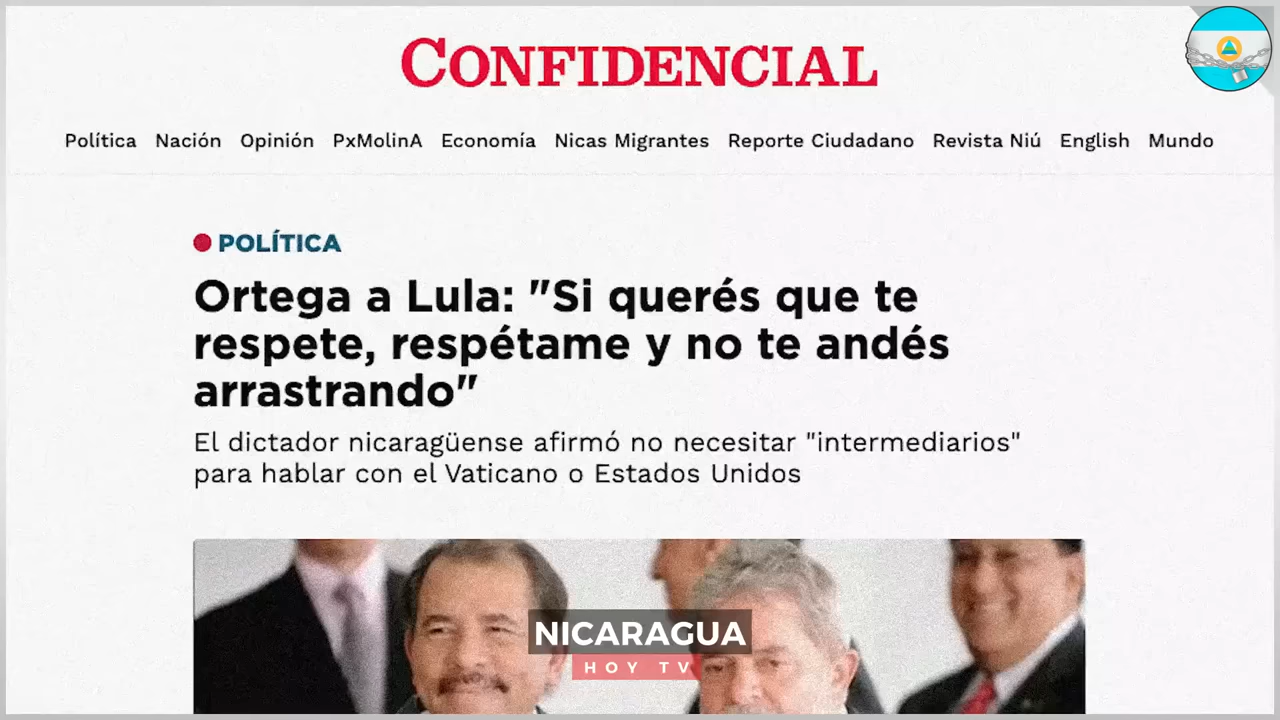 CONFIDENCIAL
Política Nación Opinión PxMolinA Economía Nicas Migrantes Reporte Ciudadano Revista Niú English Mundo
POLÍTICA
Ortega a Lula: "Si querés que te
respete, respétame y no te andés
arrastrando"
El dictador nicaragüense afirmó no necesitar "intermediarios"
para hablar con el Vaticano o Estados Unidos
NICARAGUA
HOY TV